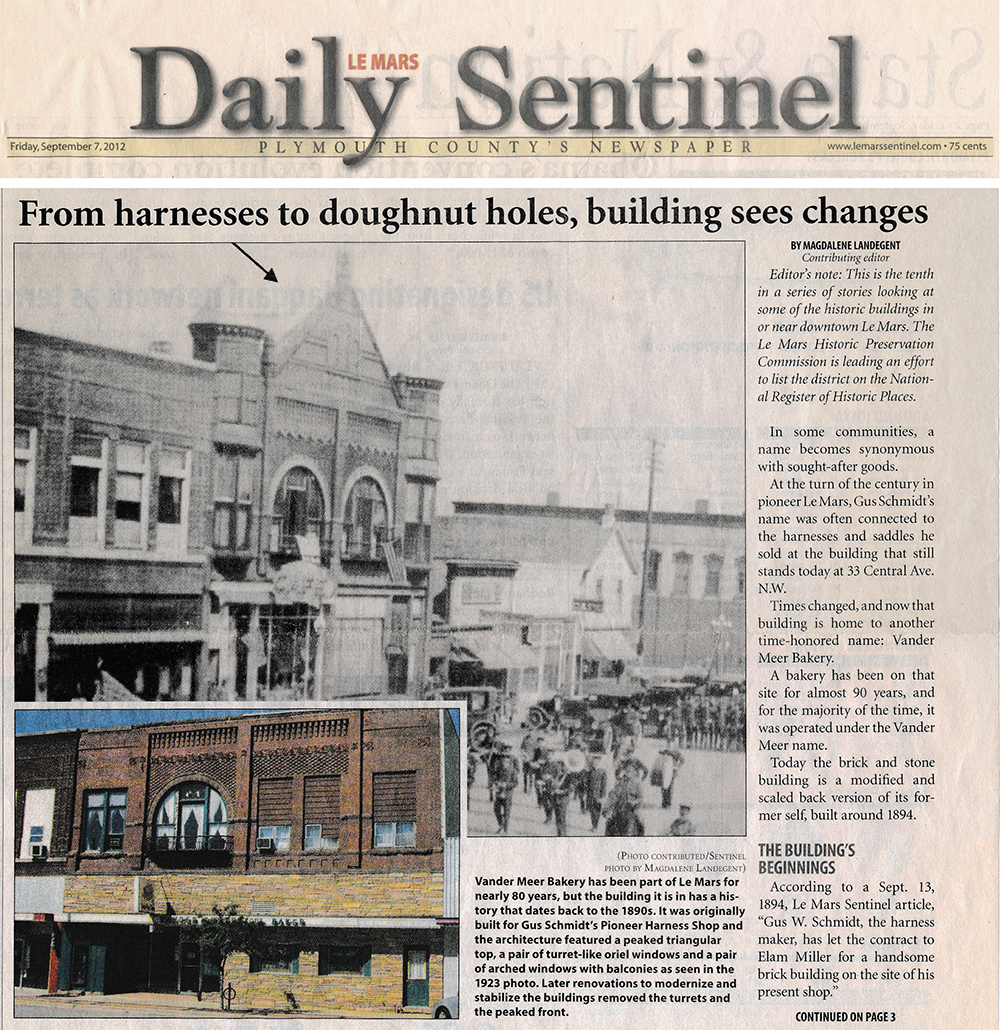 LE MARS
Daily Sentinel
Friday, September 7, 2012
PLYMOUTH COUNTY'S NEWSPAPER
www.lemarssentinel.com • 75 cents
From harnesses to doughnut holes, building sees changes
BY MAGDALENE LANDEGENT
Contributing editor
Editor's note: This is the tenth
in a series of stories looking at
some of the historic buildings in
or near downtown Le Mars. The
Le Mars Historic Preservation
Commission is leading an effort
to list the district on the Nation-
al Register of Historic Places.
In some communities, a
name becomes synonymous
with sought-after goods.
At the turn of the century in
pioneer Le Mars, Gus Schmidt's
name was often connected to
the harnesses and saddles he
sold at the building that still
stands today at 33 Central Ave.
N.W.
Times changed, and now that
building is home to another
time-honored name: Vander
Meer Bakery.
A bakery has been on that
site for almost 90 years, and
for the majority of the time, it
was operated under the Vander
Meer name.
Today the brick and stone
building is a modified and
scaled back version of its for-
mer self, built around 1894.
THE BUILDING'S
BEGINNINGS
According to a Sept. 13,
1894, Le Mars Sentinel article,
"Gus W. Schmidt, the harness
maker, has let the contract to
Elam Miller for a handsome
brick building on the site of his
present shop."
CONTINUED ON PAGE 3
(PHOTO CONTRIBUTED/SENTINEL
PHOTO BY MAGDALENE LANDEGENT)
Vander Meer Bakery has been part of Le Mars for
nearly 80 years, but the building it is in has a his-
tory that dates back to the 1890s. It was originally
built for Gus Schmidt's Pioneer Harness Shop and
the architecture featured a peaked triangular
top, a pair of turret-like oriel windows and a pair
of arched windows with balconies as seen in the
1923 photo. Later renovations to modernize and
stabilize the buildings removed the turrets and
the peaked front.